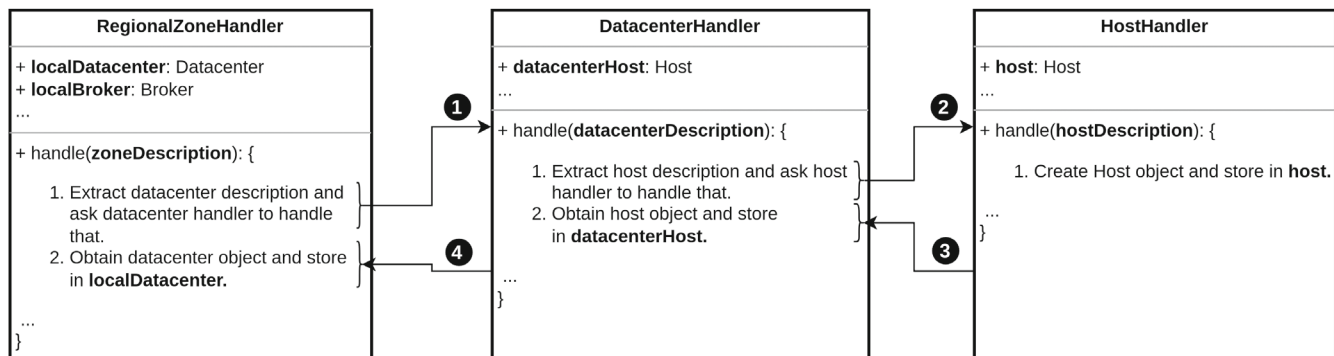 RegionalZoneHandler
+ localDatacenter: Datacenter
+ localBroker: Broker
...
+ handle(zoneDescription): {
1. Extract datacenter description and
ask datacenter handler to handle
that.
2. Obtain datacenter object and store
in localDatacenter.
...
}
1
4
DatacenterHandler
+ datacenterHost: Host
...
+ handle(datacenterDescription): {
1. Extract host description and ask host
handler to handle that.
2. Obtain host object and store
in datacenterHost.
...
}
2
3
HostHandler
+ host: Host
...
+ handle(hostDescription): {
1. Create Host object and store in host.
...
}